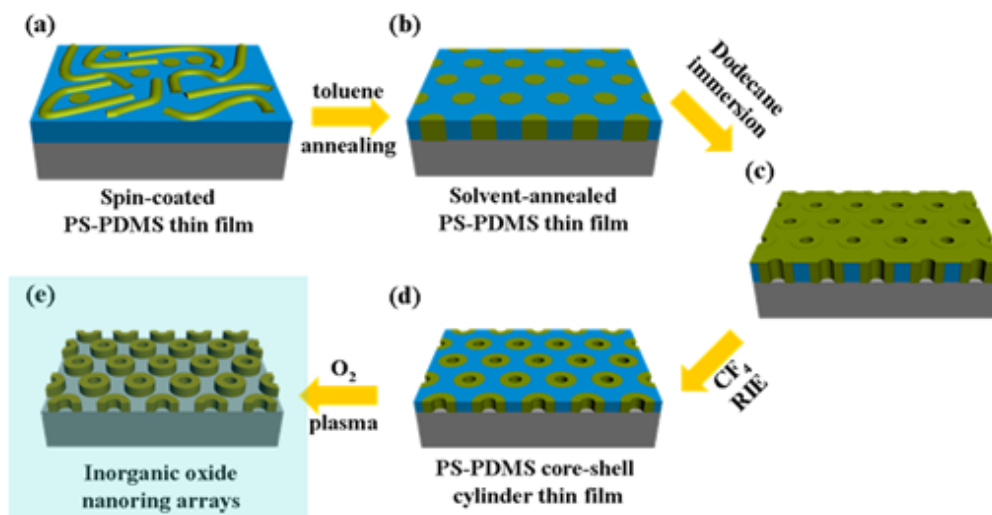 (a)
Spin-coated
PS-PDMS thin film
toluene
annealing
(b)
Solvent-annealed
PS-PDMS thin film
Dodecane
immersion
(c)
CF4
RIE
(d)
PS-PDMS core-shell
cylinder thin film
O2
plasma
(e)
Inorganic oxide
nanoring arrays